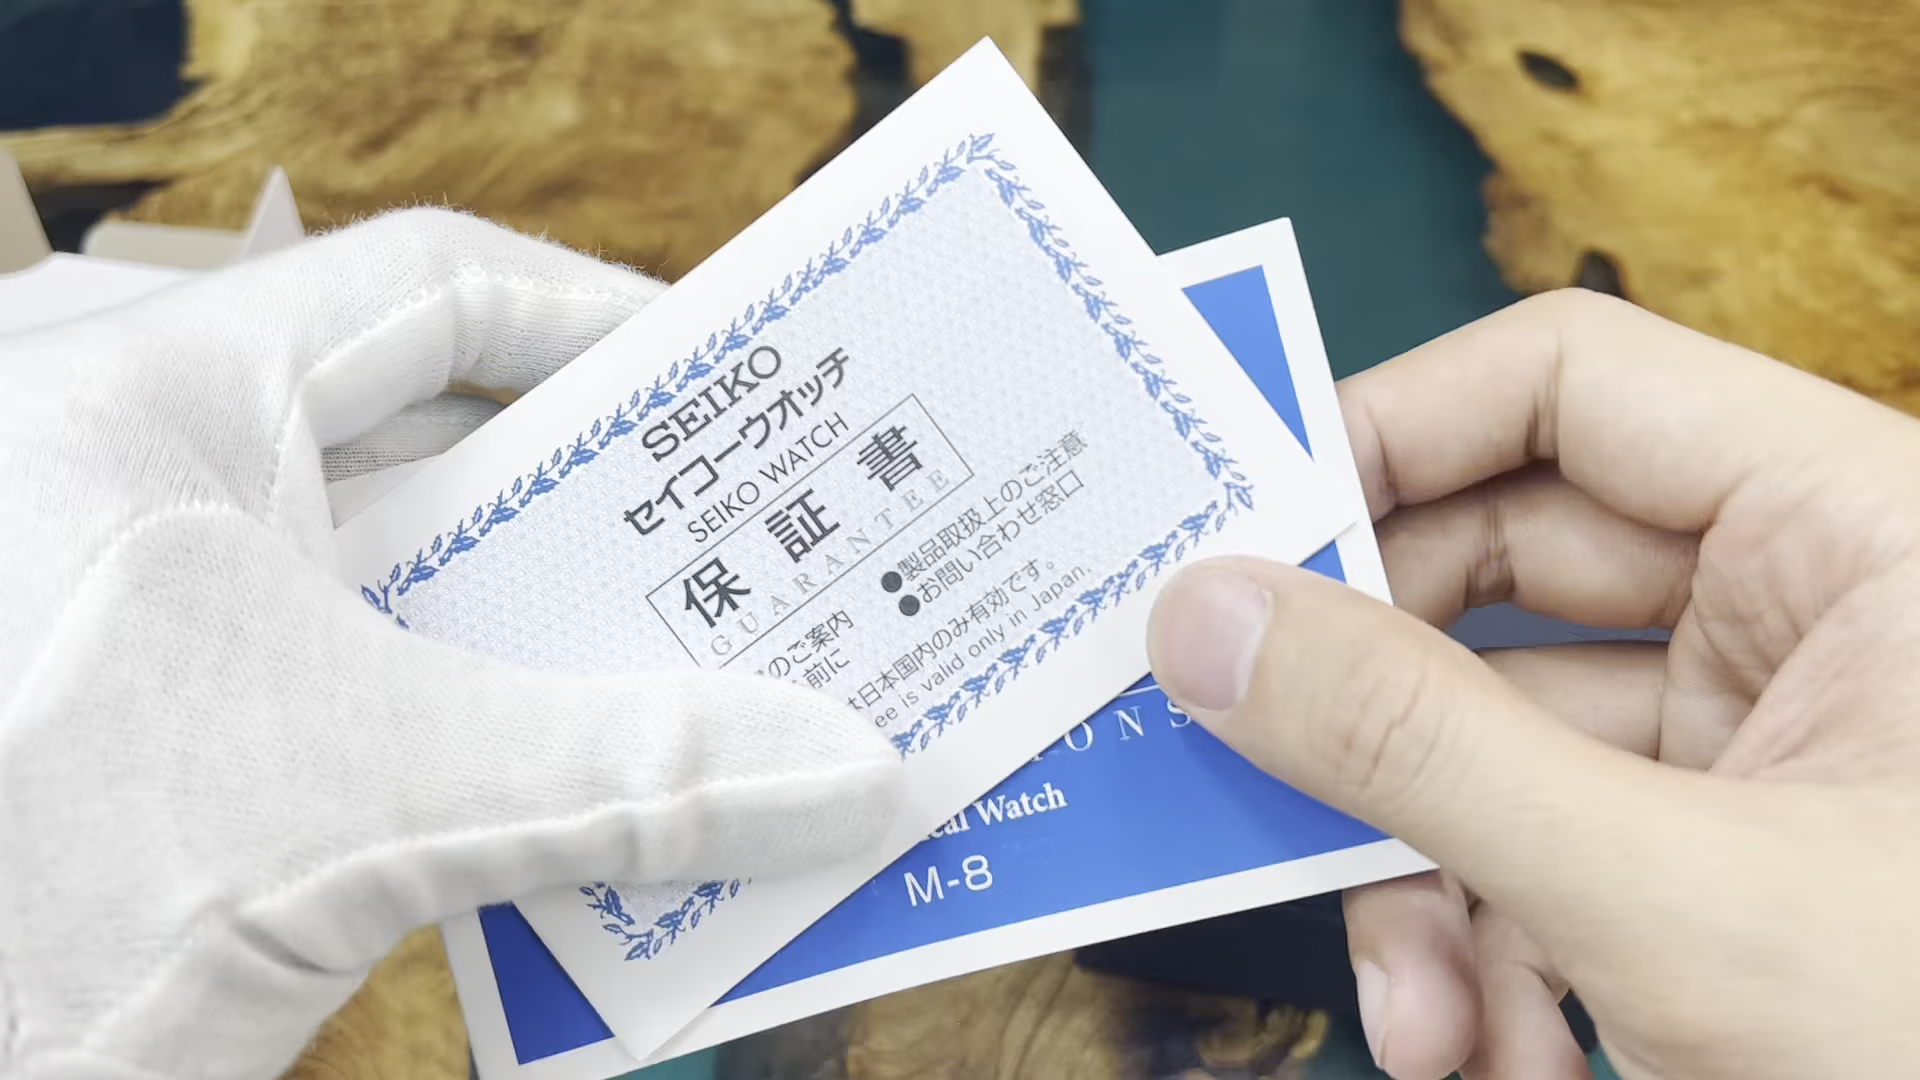 SEIKO
セイコーウオッチ
SEIKO WATCH
保証書
GUARANTEE
のご案内
前に
●製品取扱上のご注意
●お問い合わせ窓口
日本国内のみ有効です。
is valid only in Japan.
Watch
M-8